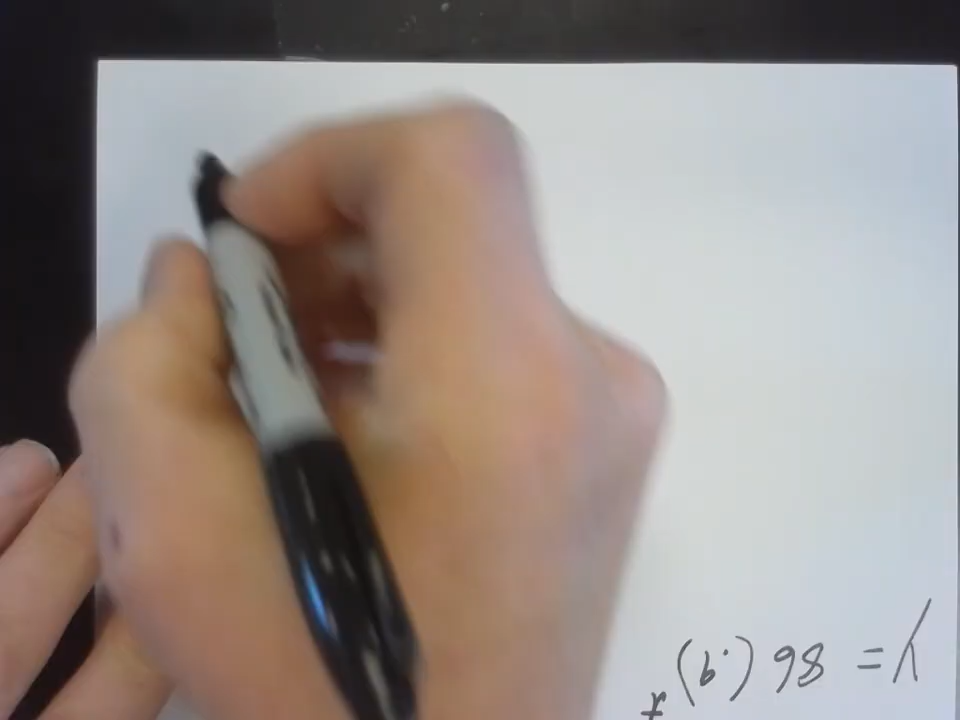 y = 86 (.9)^x